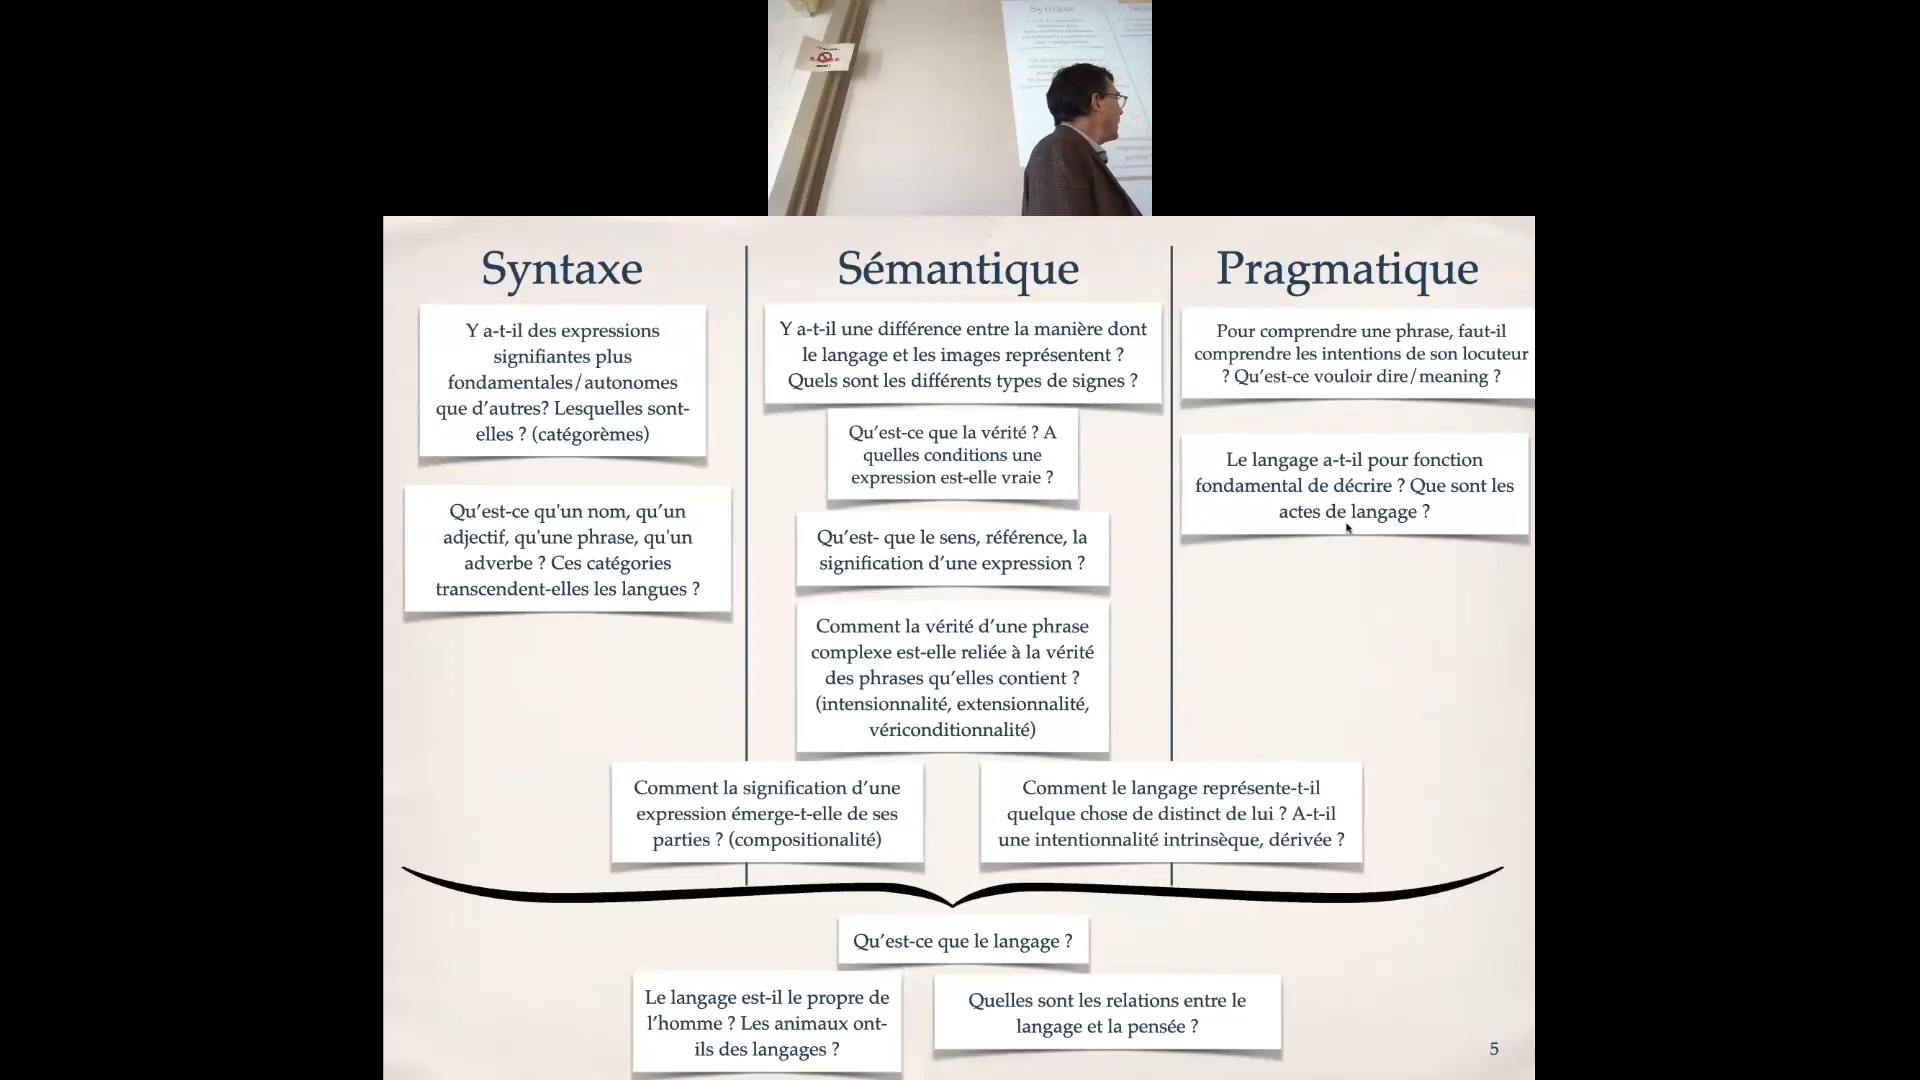 Syntaxe
Sémantique
Pragmatique
Y a-t-il des expressions
signifiantes plus
fondamentales/autonomes
que d’autres? Lesquelles sont-
elles ? (catégorèmes)
Qu’est-ce qu'un nom, qu’un
adjectif, qu'une phrase, qu'un
adverbe ? Ces catégories
transcendent-elles les langues ?
Y a-t-il une différence entre la manière dont
le langage et les images représentent ?
Quels sont les différents types de signes ?
Qu’est-ce que la vérité ? A
quelles conditions une
expression est-elle vraie ?
Qu’est- que le sens, référence, la
signification d’une expression ?
Comment la vérité d’une phrase
complexe est-elle reliée à la vérité
des phrases qu’elles contient ?
(intensionnalité, extensionnalité,
vériconditionnalité)
Pour comprendre une phrase, faut-il
comprendre les intentions de son locuteur
? Qu’est-ce vouloir dire/meaning ?
Le langage a-t-il pour fonction
fondamental de décrire ? Que sont les
actes de langage ?
Comment la signification d’une
expression émerge-t-elle de ses
parties ? (compositionalité)
Comment le langage représente-t-il
quelque chose de distinct de lui ? A-t-il
une intentionnalité intrinsèque, dérivée ?
Qu’est-ce que le langage ?
Le langage est-il le propre de
l’homme ? Les animaux ont-
ils des langages ?
Quelles sont les relations entre le
langage et la pensée ?
5
Syntaxe